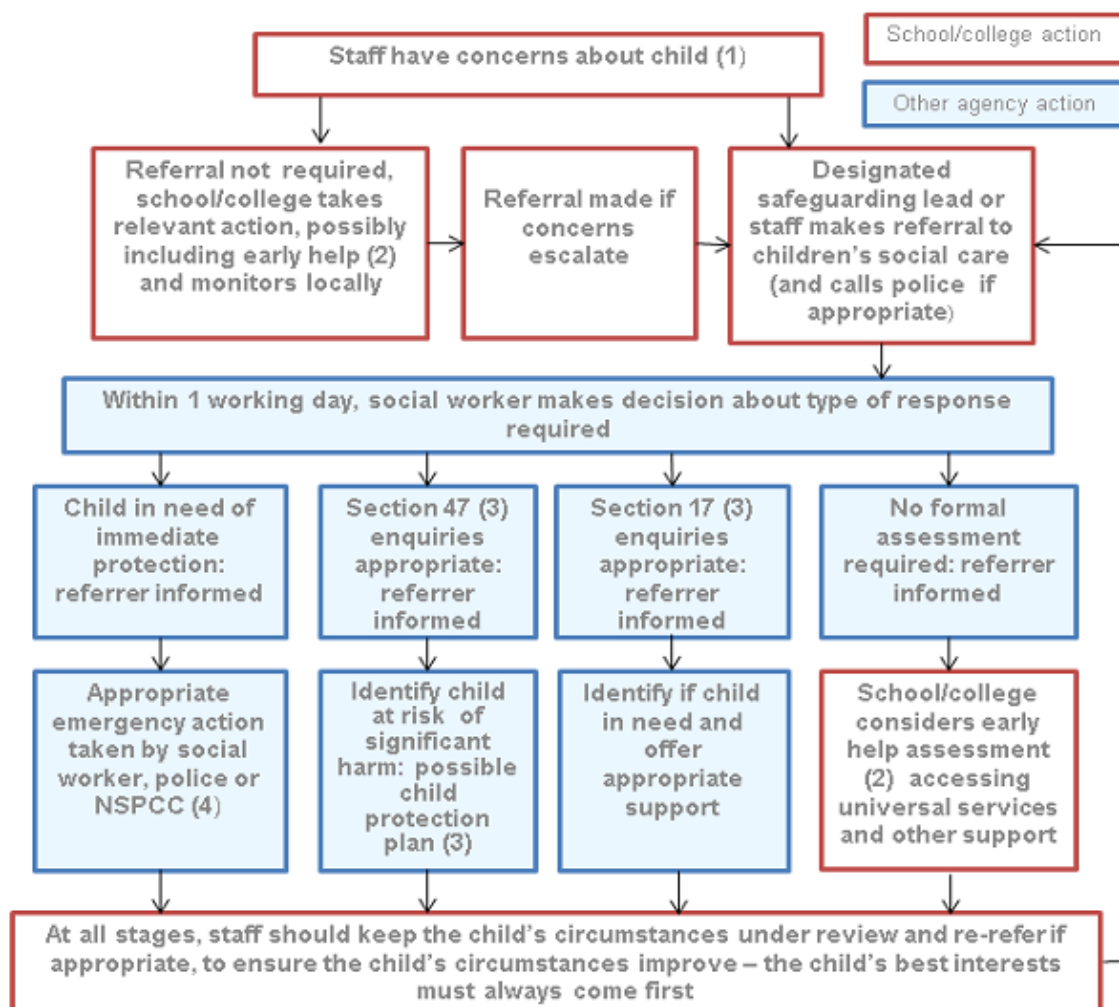 School/college action
Other agency action
Staff have concerns about child (1)
Referral not required,
school/college takes
relevant action, possibly
including early help (2)
and monitors locally
Referral made if
concerns
escalate
Designated
safeguarding lead or
staff makes referral to
children's social care
(and calls police if
appropriate)
Within 1 working day, social worker makes decision about type of response
required
Child in need of
immediate
protection:
referrer informed
Section 47 (3)
enquiries
appropriate:
referrer
informed
Section 17 (3)
enquiries
appropriate:
referrer
informed
No formal
assessment
required: referrer
informed
Appropriate
emergency action
taken by social
worker, police or
NSPCC (4)
Identify child
at risk of
significant
harm: possible
child
protection
plan (3)
Identify if child
in need and
offer
appropriate
support
School/college
considers early
help assessment
(2) accessing
universal services
and other support
At all stages, staff should keep the child's circumstances under review and re-refer if
appropriate, to ensure the child's circumstances improve – the child's best interests
must always come first